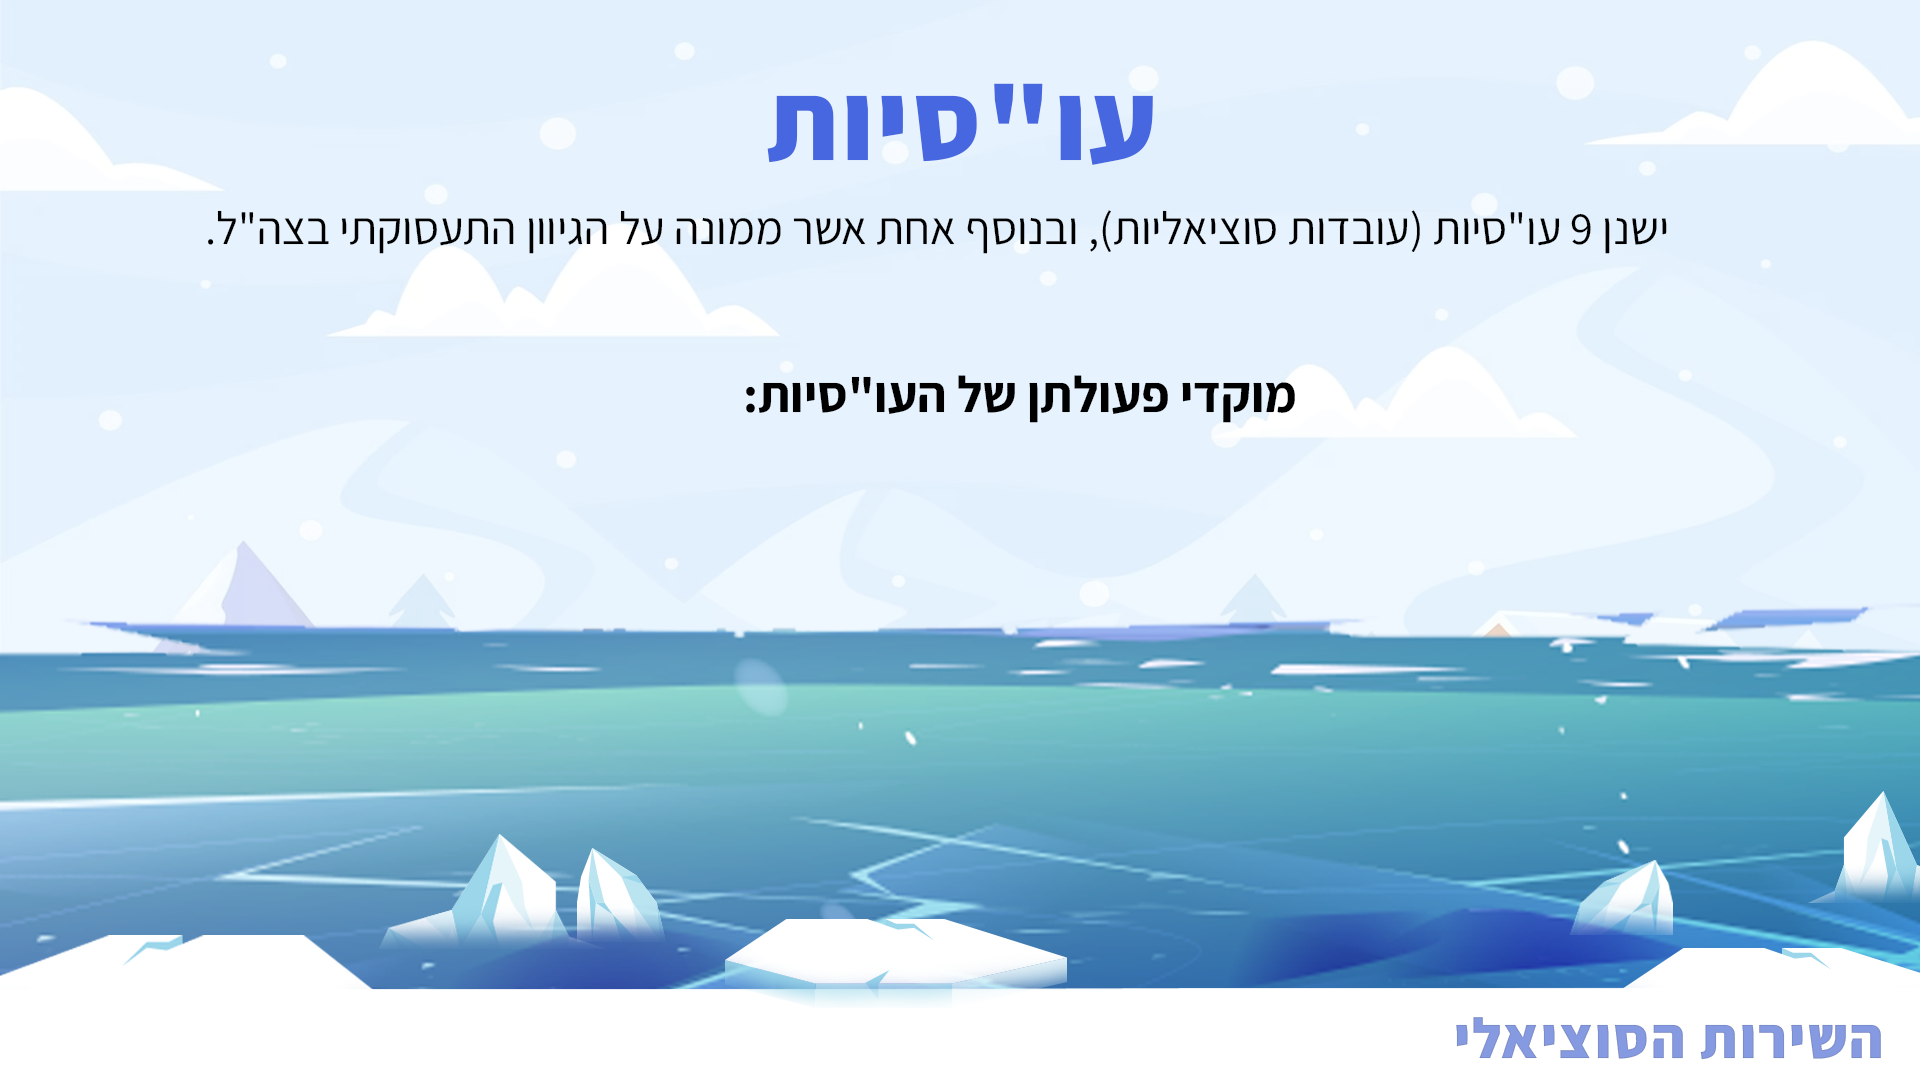 עו"סיות
ישנן 9 עו"סיות (עובדות סוציאליות), ובנוסף אחת אשר ממונה על הגיוון התעסוקתי בצה"ל.
מוקדי פעולתן של העו"סיות:
השירות הסוציאלי